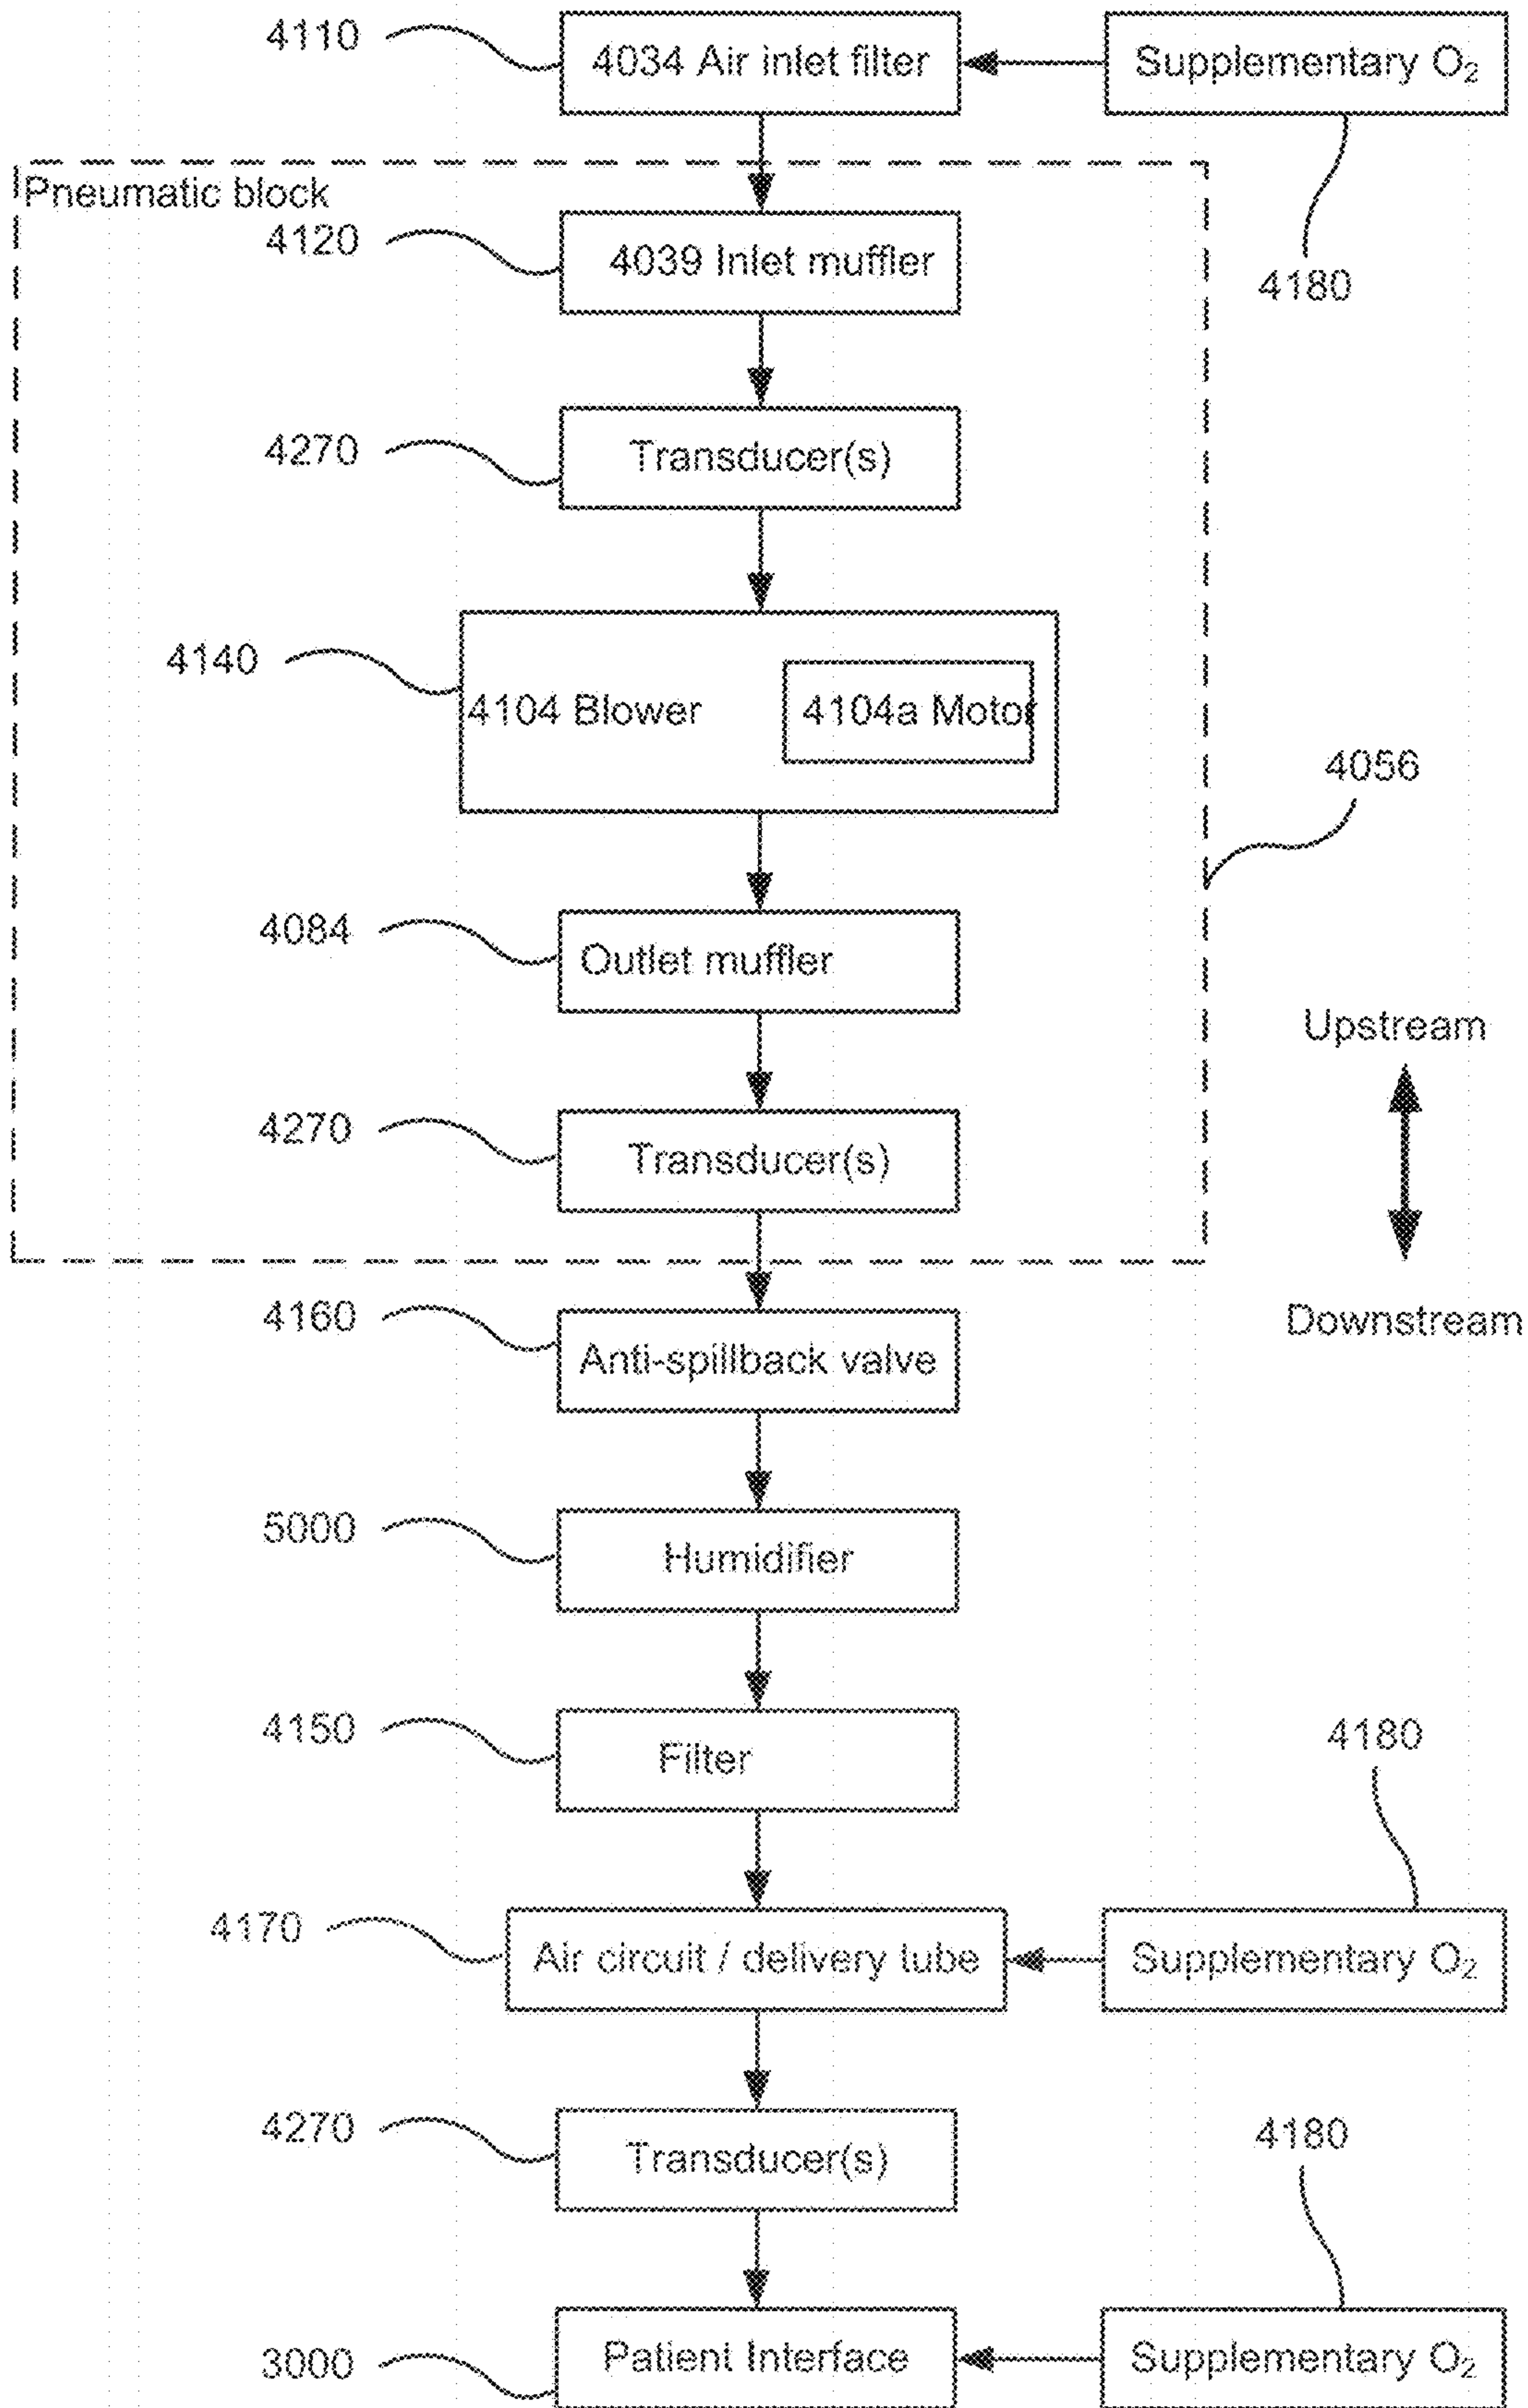 4110
4034 Air inlet filter
Supplementary O₂
Pneumatic block
4120
4039 Inlet muffler
4180
4270
Transducer(s)
4140
4104 Blower
4104a Motor
4056
4084
Outlet muffler
Upstream
4270
Transducer(s)
Downstream
4160
Anti-spillback valve
5000
Humidifier
4150
Filter
4180
4170
Air circuit / delivery tube
Supplementary O₂
4270
Transducer(s)
4180
3000
Patient Interface
Supplementary O₂